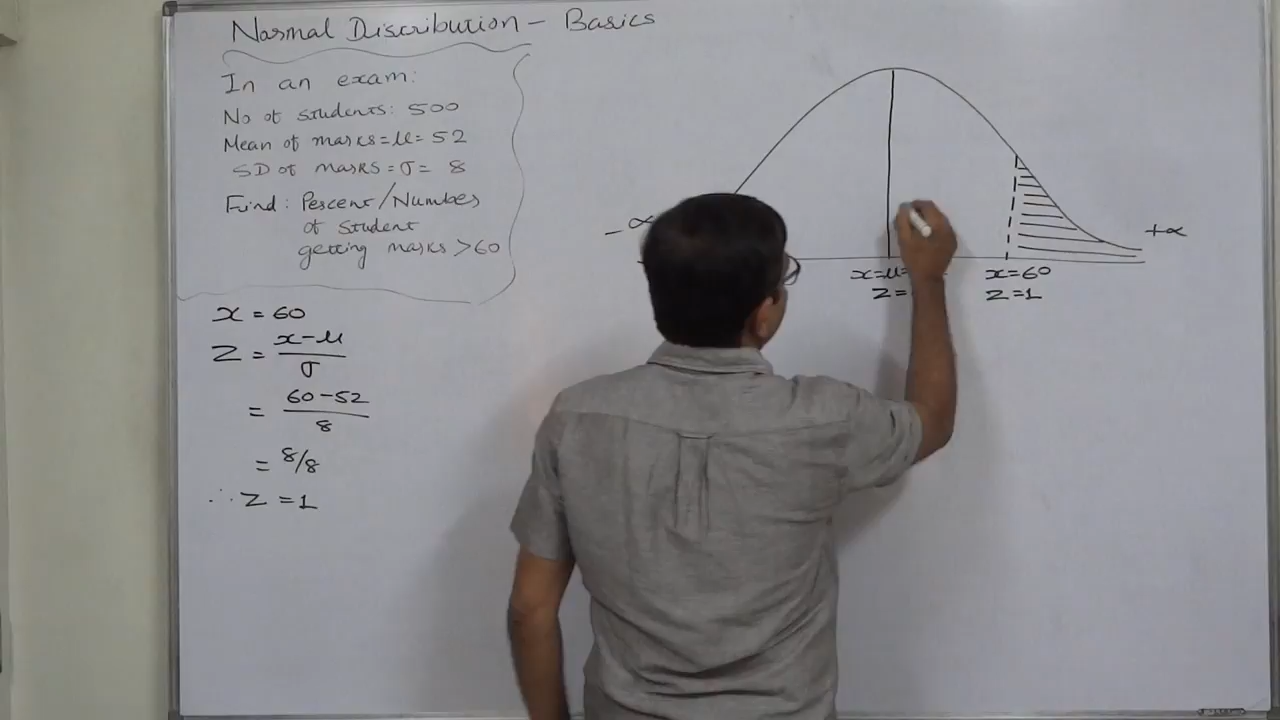 Normal Discribution - Basics
In an exam:
No of students: 500
Mean of marks = μ = 52
SD of marks = σ = 8
Find: Percent/Number
of student
getting marks > 60
x = 60
Z = x-μ
σ
= 60-52
8
= 8/8
∴ Z = 1
-∝
+∝
x=μ=
Z=
x=60
Z=1